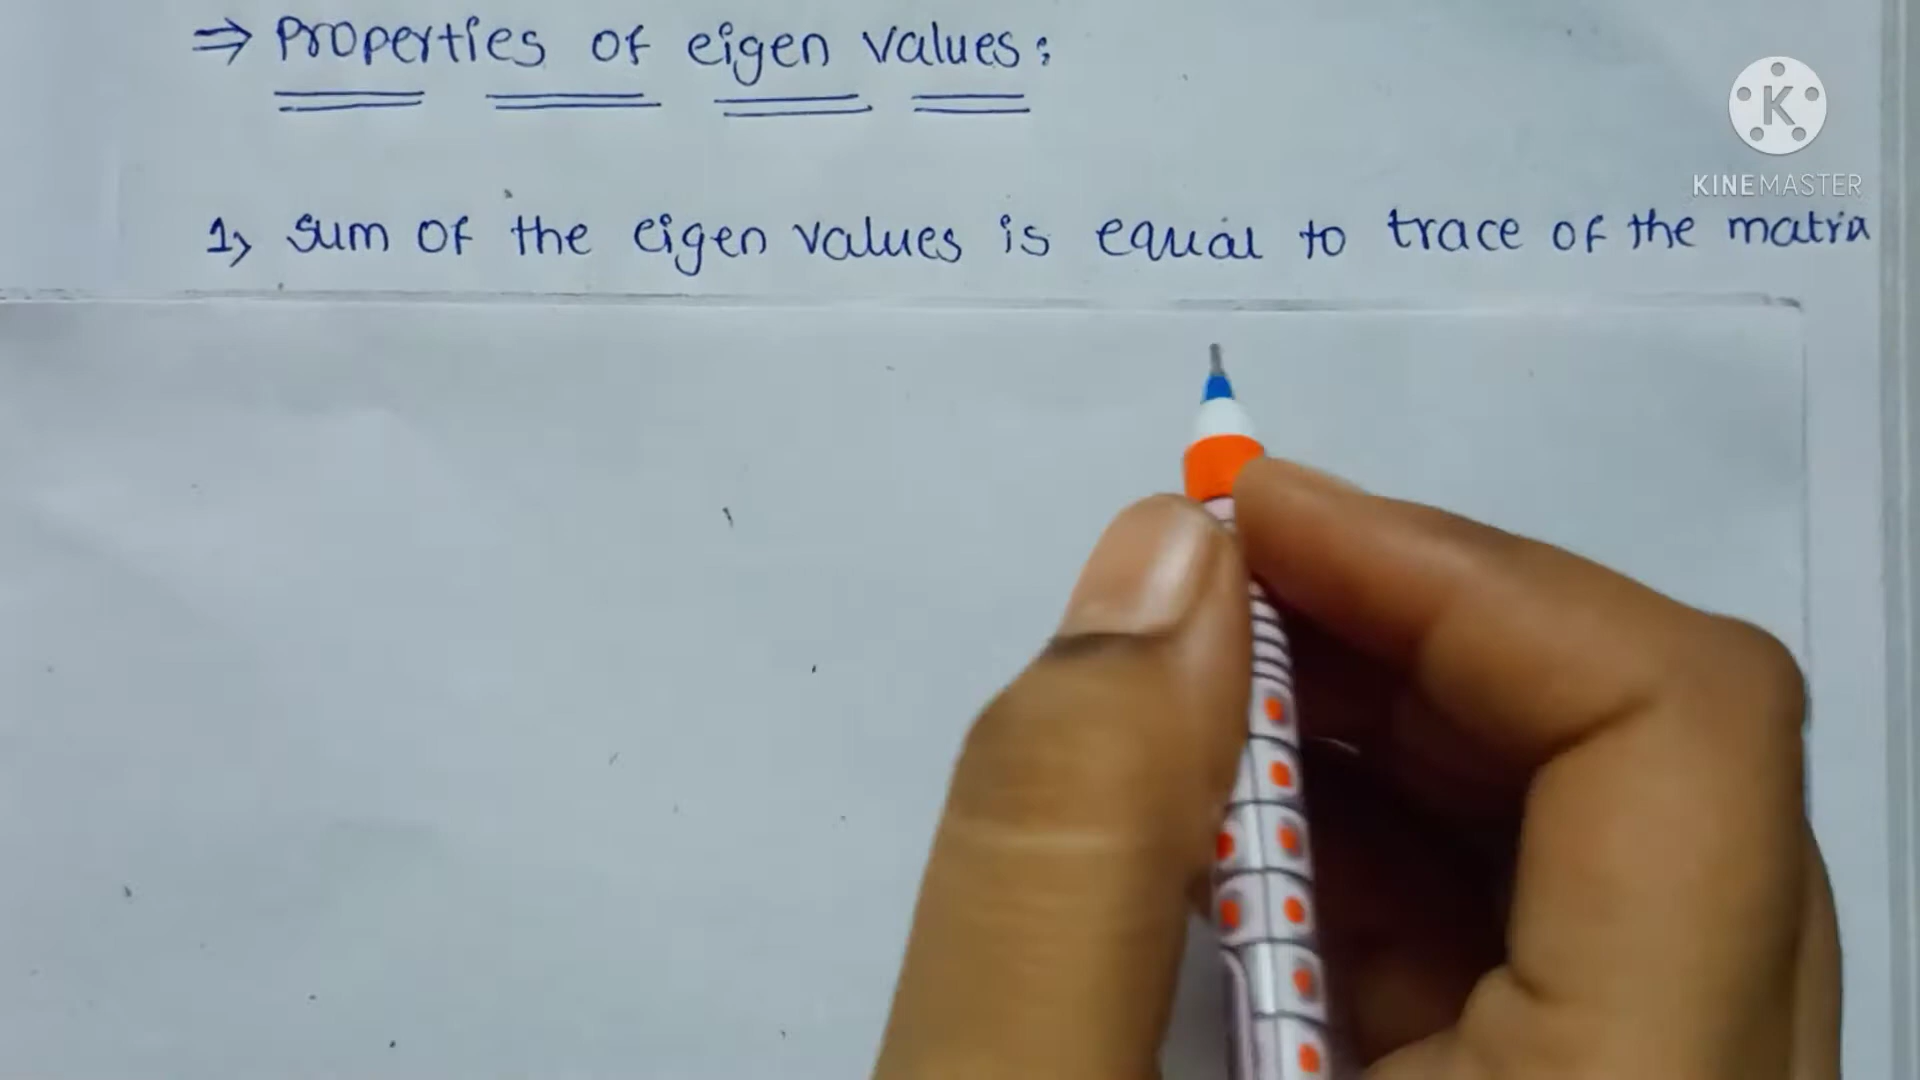 ⇒ Properties of eigen values:
K
KINEMASTER
1) sum of the eigen values is equal to trace of the matrix